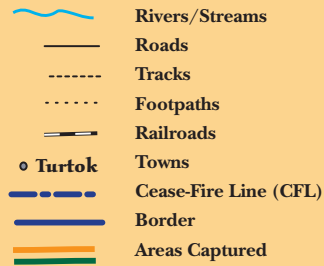 Rivers/Streams
Roads
Tracks
Footpaths
Railroads
Turtok Towns
Cease-Fire Line (CFL)
Border
Areas Captured